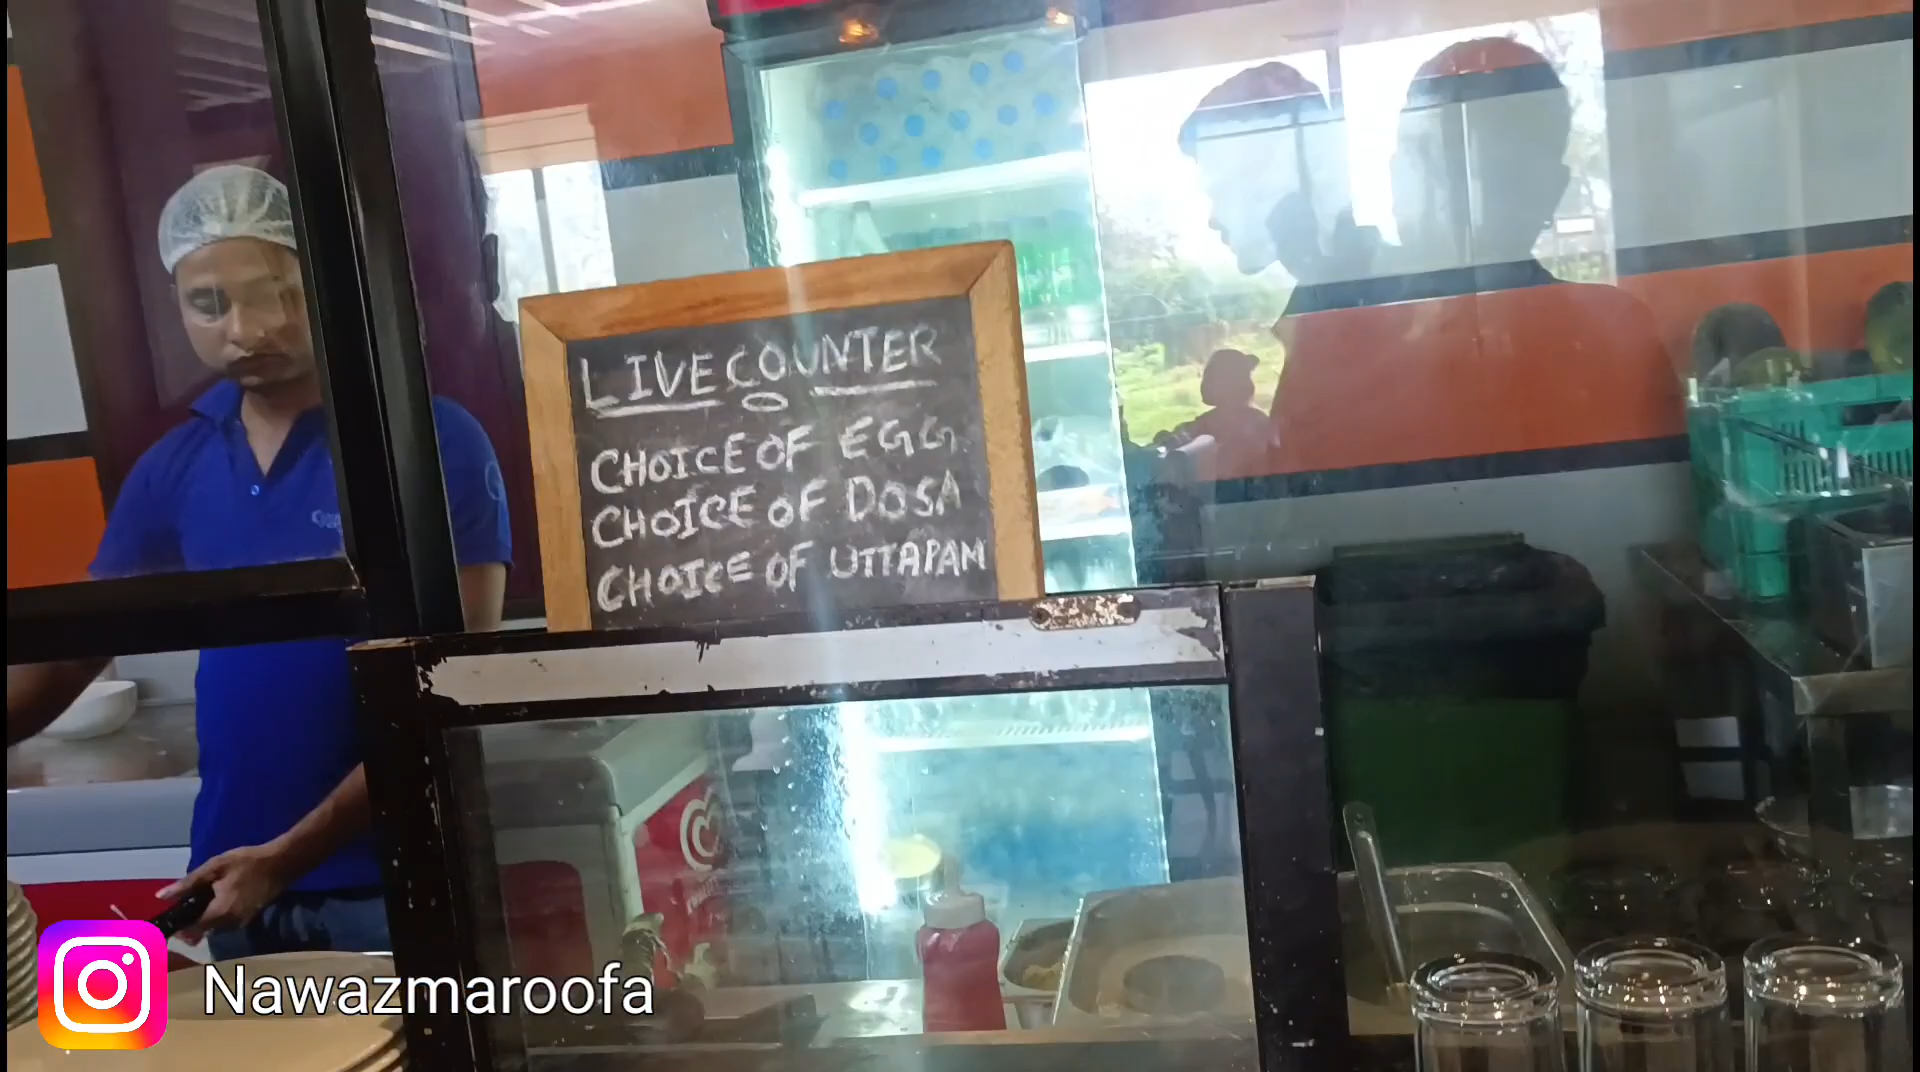 LIVE COUNTER
CHOICE OF EGG
CHOICE OF DOSA
CHOICE OF UTTAPAM
Nawazmaroofa